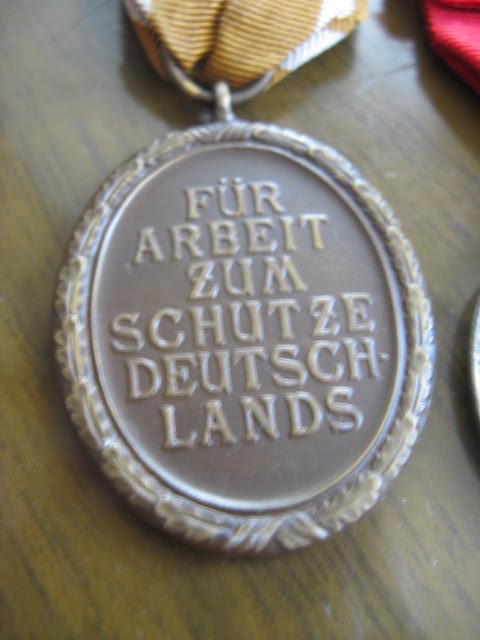 FÜR
ARBEIT
ZUM
SCHUTZE
DEUTSCH-
LANDS